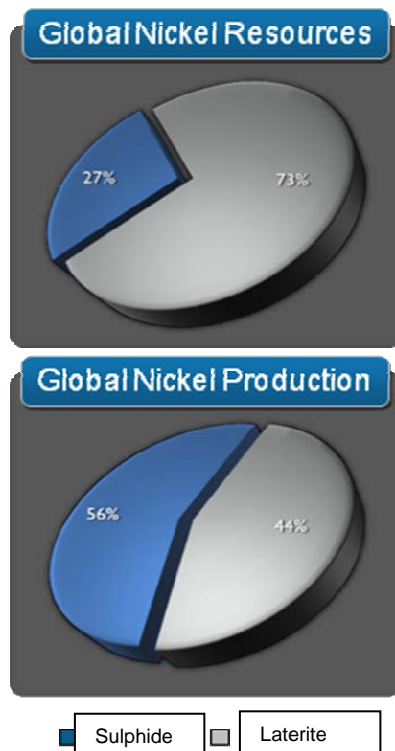 Global Nickel Resources
27%
73%
Global Nickel Production
56%
44%
Sulphide
Laterite